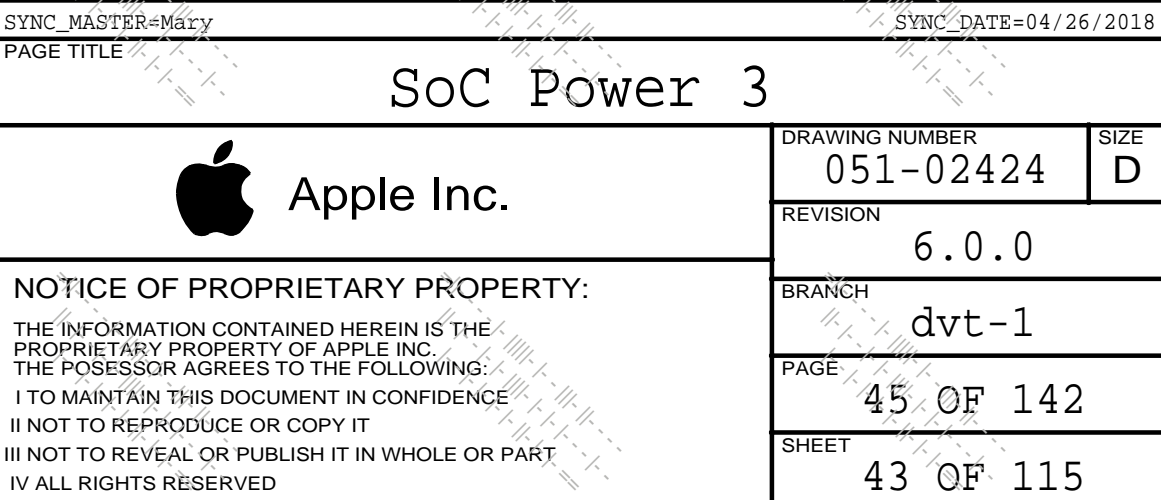 SYNC_MASTER=Mary SYNC_DATE=04/26/2018
PAGE TITLE
SoC Power 3
Apple Inc.
DRAWING NUMBER
051-02424
SIZE
D
REVISION
6.0.0
NOTICE OF PROPRIETARY PROPERTY:
THE INFORMATION CONTAINED HEREIN IS THE
PROPRIETARY PROPERTY OF APPLE INC.
THE POSESSOR AGREES TO THE FOLLOWING:
I TO MAINTAIN THIS DOCUMENT IN CONFIDENCE
II NOT TO REPRODUCE OR COPY IT
III NOT TO REVEAL OR PUBLISH IT IN WHOLE OR PART
IV ALL RIGHTS RESERVED
BRANCH
dvt-1
PAGE
45 OF 142
SHEET
43 OF 115